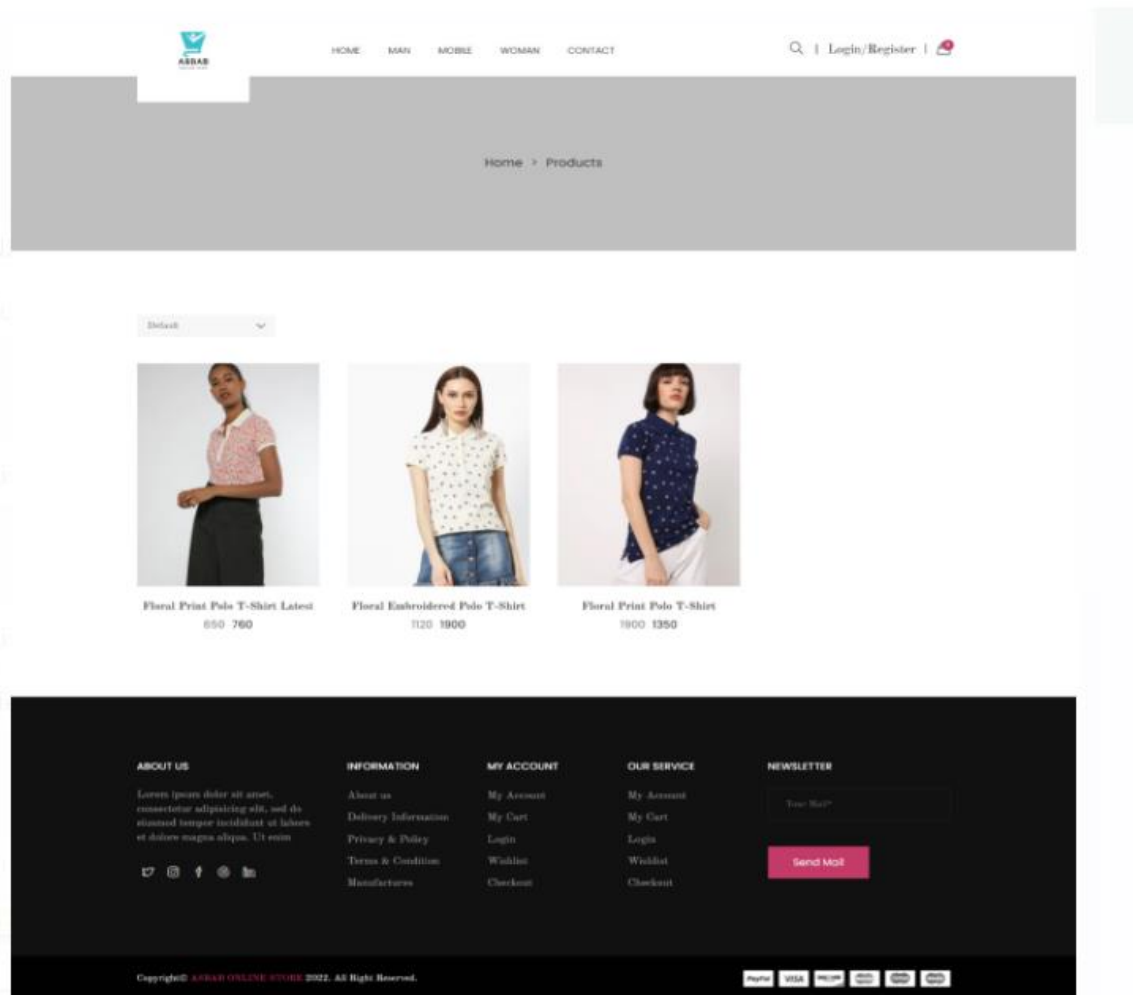 ASBAB
HOME MAN MOBILE WOMAN CONTACT
| Login/Register |
Home > Products
Default
Floral Print Polo T-Shirt Latest
650 760
Floral Embroidered Polo T-Shirt
1120 1900
Floral Print Polo T-Shirt
1900 1350
ABOUT US
Lorem ipsum dolor sit amet,
consectetur adipisicing elit, sed do
eiusmod tempor incididunt ut labore
et dolore magna aliqua. Ut enim
INFORMATION
About us
Delivery Information
Privacy & Policy
Terms & Condition
Manufactures
MY ACCOUNT
My Account
My Cart
Login
Wishlist
Checkout
OUR SERVICE
My Account
My Cart
Login
Wishlist
Checkout
NEWSLETTER
Your Mail*
Send Mail
Copyright© ASBAB ONLINE STORE 2022. All Right Reserved.
PayPal VISA